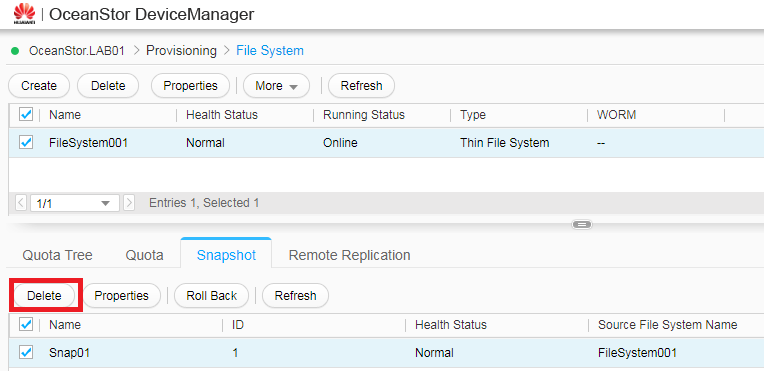 HUAWEI OceanStor DeviceManager
OceanStor.LAB01 > Provisioning > File System
Create Delete Properties More Refresh
Name Health Status Running Status Type WORM
FileSystem001 Normal Online Thin File System --
1/1 Entries 1, Selected 1
Quota Tree Quota Snapshot Remote Replication
Delete Properties Roll Back Refresh
Name ID Health Status Source File System Name
Snap01 1 Normal FileSystem001